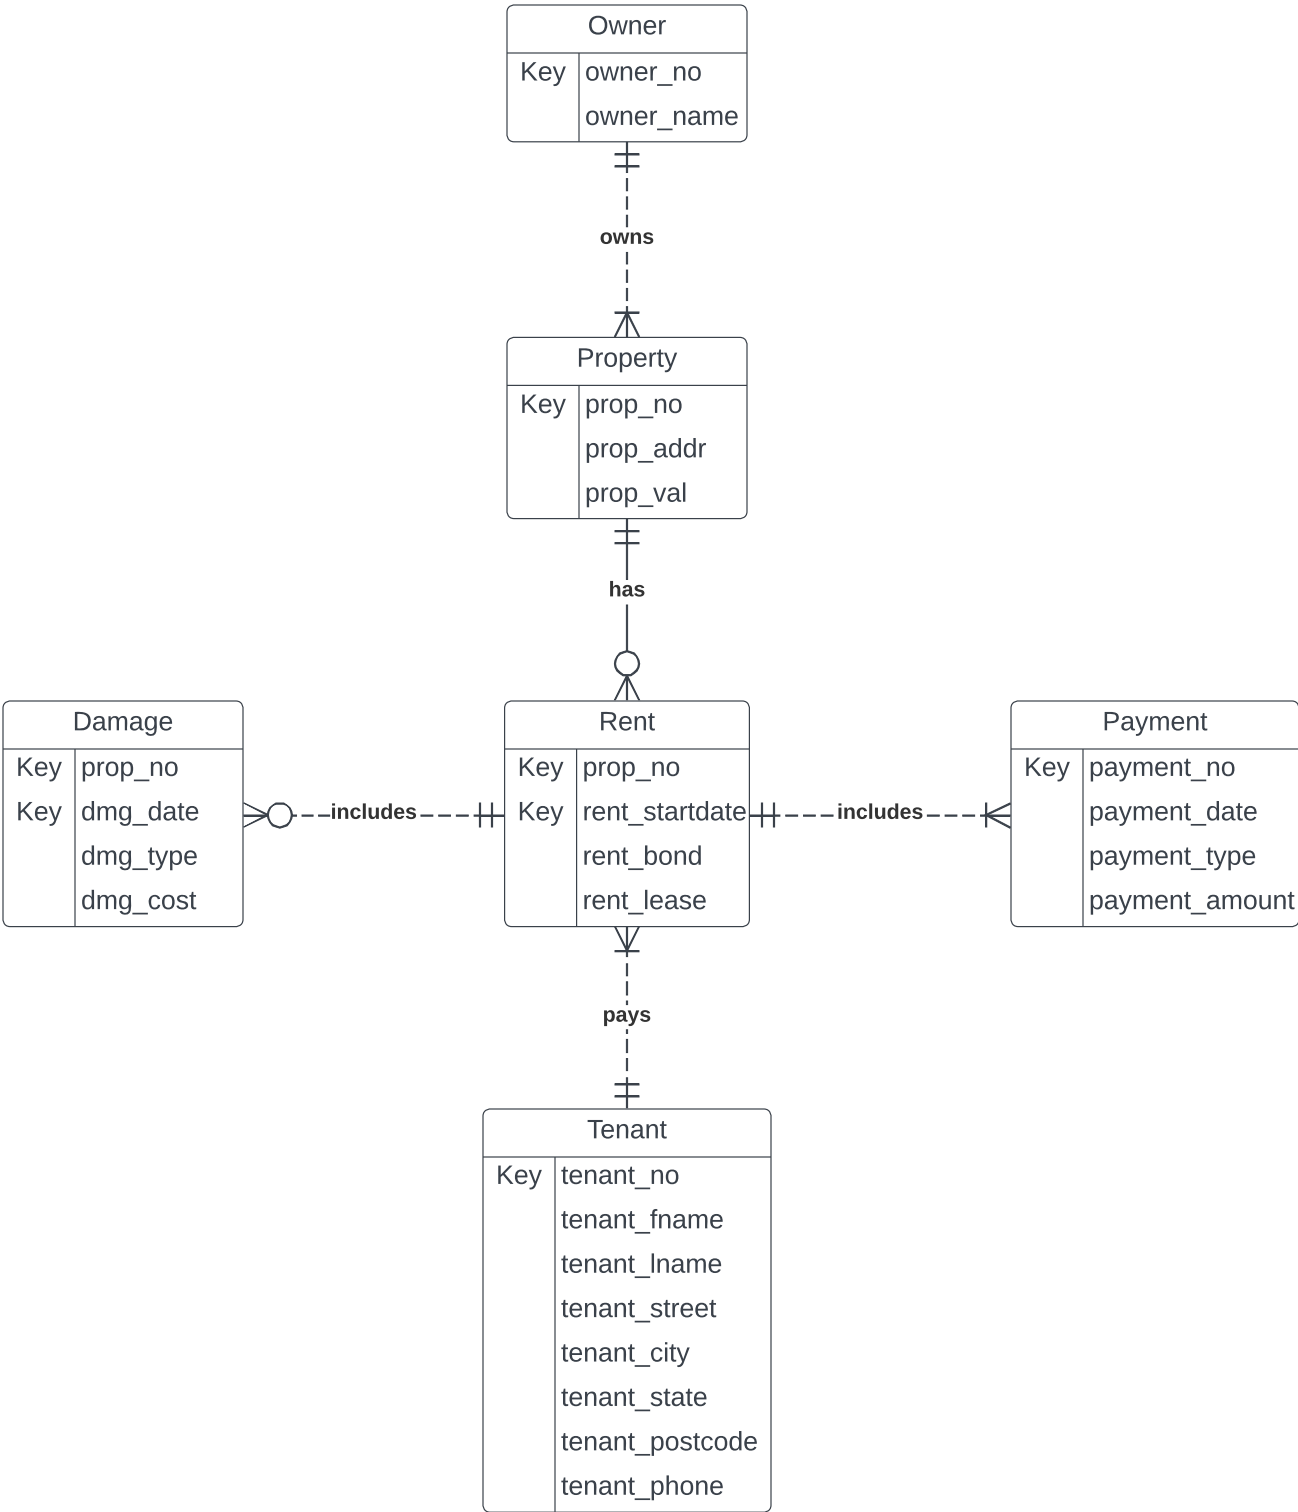 Owner
Key owner_no
owner_name
owns
Property
Key prop_no
prop_addr
prop_val
has
Damage
Key prop_no
Key dmg_date
dmg_type
dmg_cost
includes
Rent
Key prop_no
Key rent_startdate
rent_bond
rent_lease
includes
Payment
Key payment_no
payment_date
payment_type
payment_amount
pays
Tenant
Key tenant_no
tenant_fname
tenant_lname
tenant_street
tenant_city
tenant_state
tenant_postcode
tenant_phone